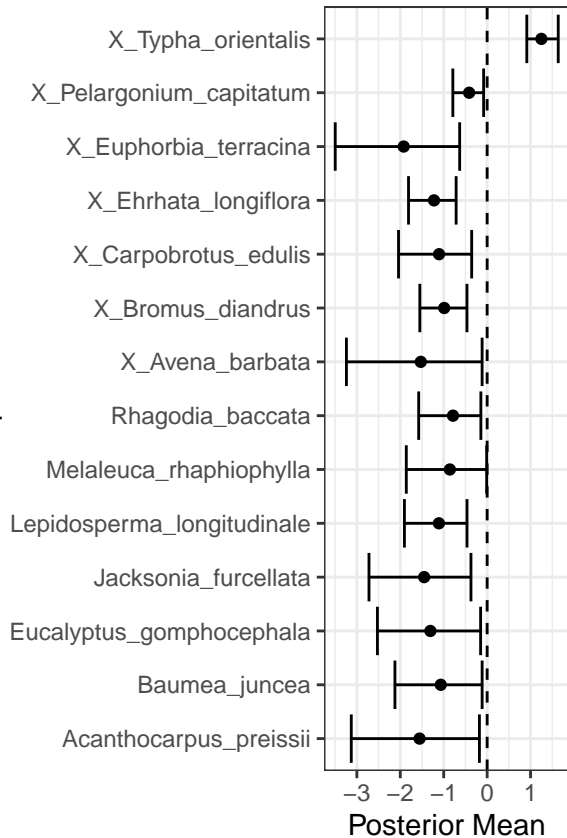 X_Typha_orientalis
X_Pelargonium_capitatum
X_Euphorbia_terracina
X_Ehrhata_longiflora
X_Carpobrotus_edulis
X_Bromus_diandrus
X_Avena_barbata
Rhagodia_baccata
Melaleuca_rhaphiophylla
Lepidosperma_longitudinale
Jacksonia_furcellata
Eucalyptus_gomphocephala
Baumea_juncea
Acanthocarpus_preissii
−3 −2 −1 0 1
Posterior Mean